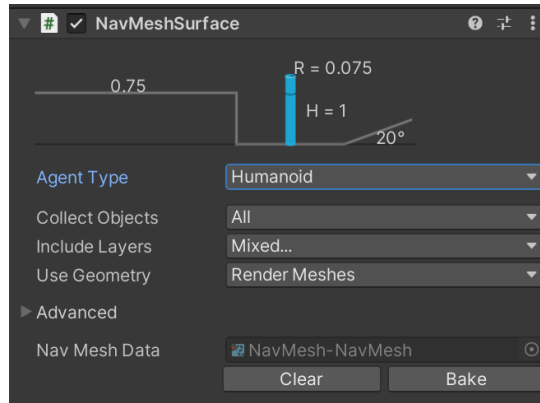 # NavMeshSurface
R = 0.075
0.75
H = 1
20°
Agent Type Humanoid
Collect Objects All
Include Layers Mixed...
Use Geometry Render Meshes
Advanced
Nav Mesh Data NavMesh-NavMesh
Clear Bake